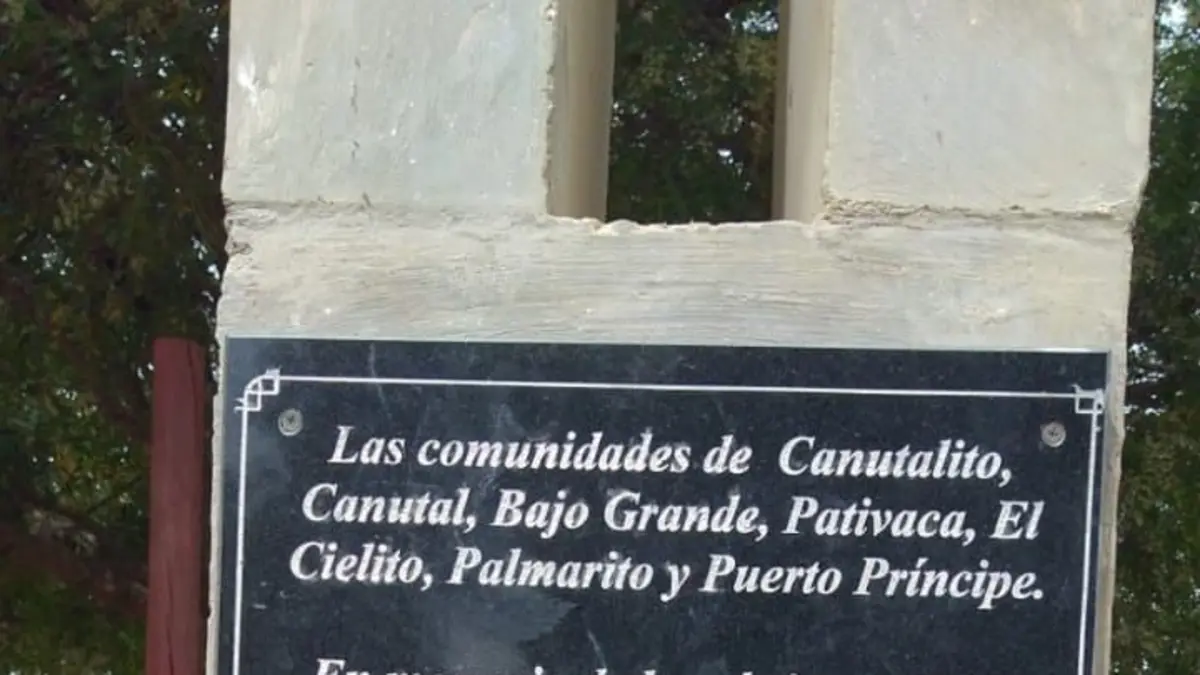 Las comunidades de Canutalito,
Canutal, Bajo Grande, Pativaca, El
Cielito, Palmarito y Puerto Príncipe.